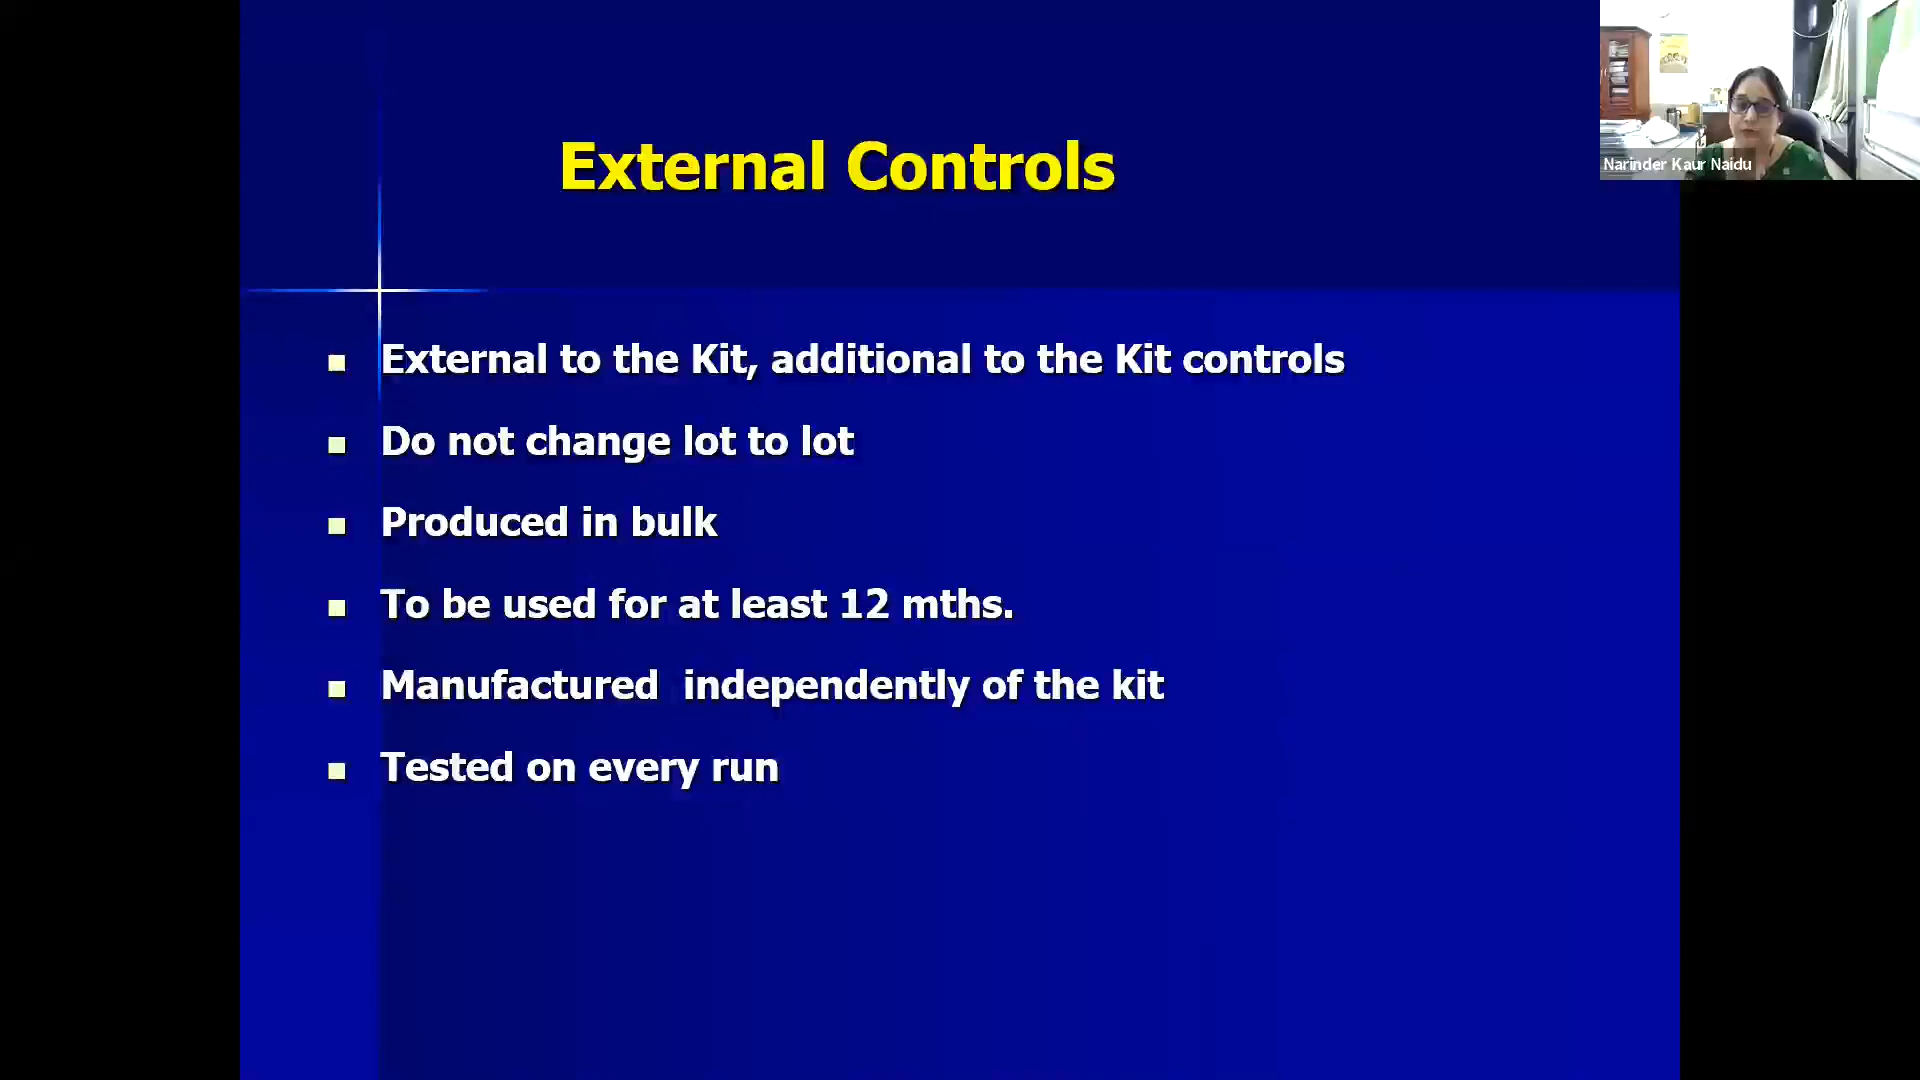 External Controls
Narinder Kaur Naidu
External to the Kit, additional to the Kit controls
Do not change lot to lot
Produced in bulk
To be used for at least 12 mths.
Manufactured  independently of the kit
Tested on every run